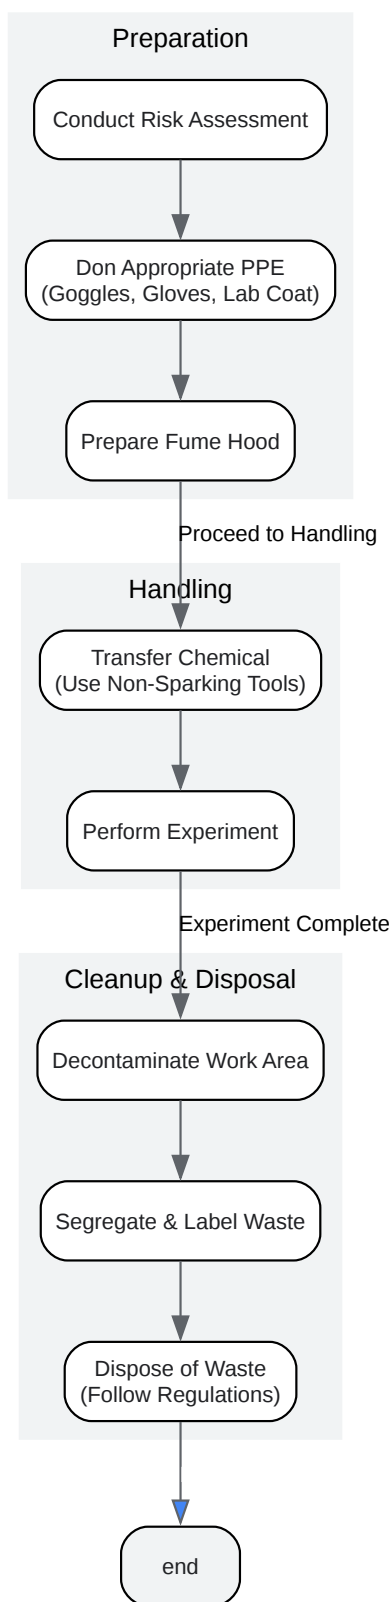 Preparation
Conduct Risk Assessment
Don Appropriate PPE
(Goggles, Gloves, Lab Coat)
Prepare Fume Hood
Proceed to Handling
Handling
Transfer Chemical
(Use Non-Sparking Tools)
Perform Experiment
Experiment Complete
Cleanup & Disposal
Decontaminate Work Area
Segregate & Label Waste
Dispose of Waste
(Follow Regulations)
end